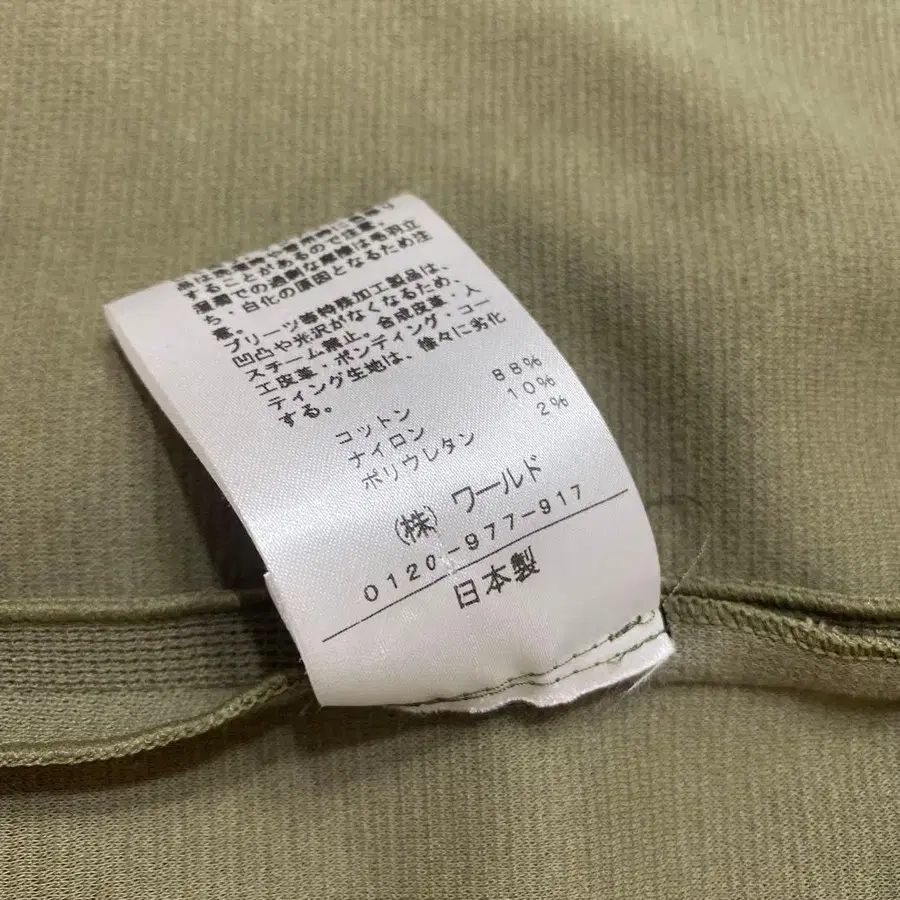 することがあるので注意。
湿潤での過剰な摩擦は毛羽立
ち・白化の原因となるため注
意。
プリーツ等特殊加工製品は、
凹凸や光沢がなくなるため、
スチーム禁止。合成皮革・人
工皮革・ボンディング・コー
ティング生地は、徐々に劣化
する。
コットン 88%
ナイロン 10%
ポリウレタン 2%
(株)ワールド
0120-977-917
日本製